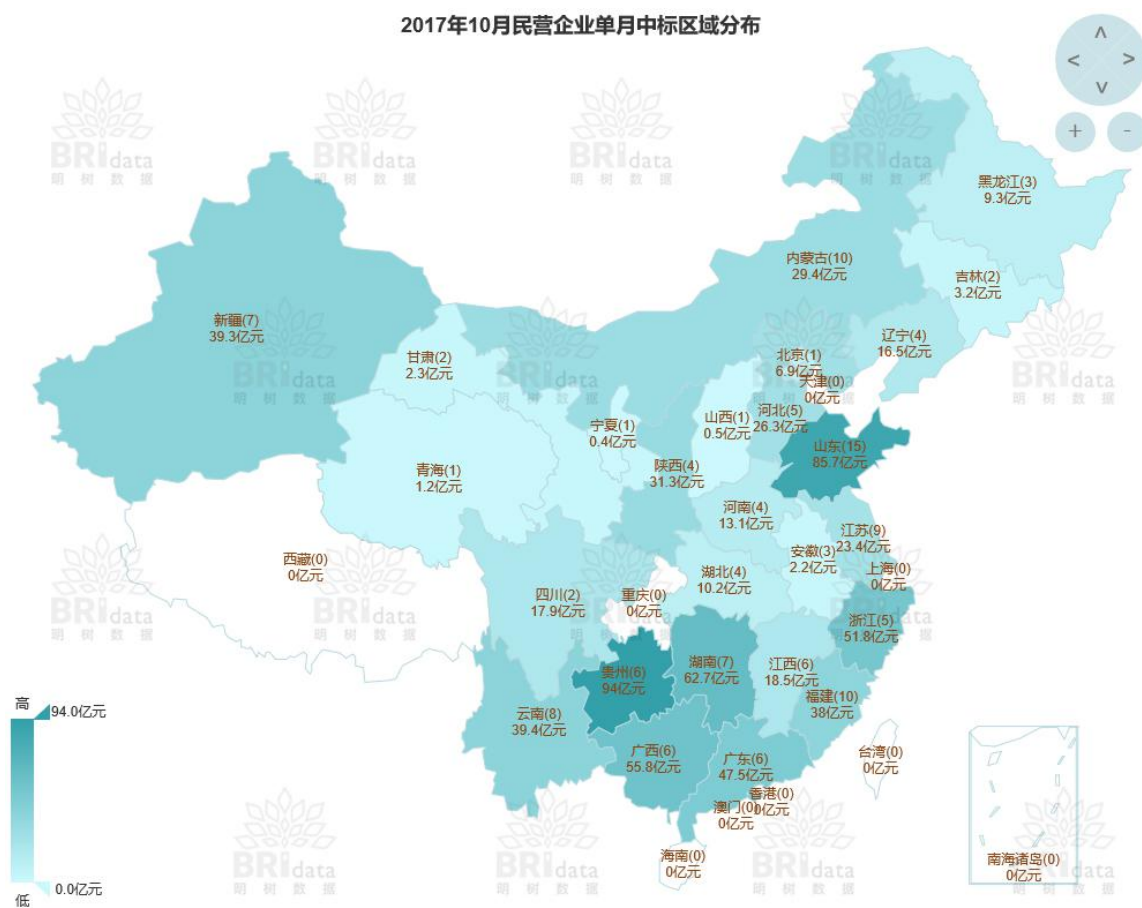 2017年10月民营企业单月中标区域分布
黑龙江(3)
9.3亿元
内蒙古(10)
29.4亿元
吉林(2)
3.2亿元
新疆(7)
39.3亿元
辽宁(4)
16.5亿元
甘肃(2)
2.3亿元
北京(1)
6.9亿元
天津(0)
0亿元
宁夏(1)
0.4亿元
山西(1)
0.5亿元
河北(5)
26.3亿元
山东(15)
85.7亿元
青海(1)
1.2亿元
陕西(4)
31.3亿元
河南(4)
13.1亿元
江苏(9)
23.4亿元
西藏(0)
0亿元
安徽(3)
2.2亿元
上海(0)
0亿元
四川(2)
17.9亿元
重庆(0)
0亿元
湖北(4)
10.2亿元
浙江(5)
51.8亿元
贵州(6)
94亿元
湖南(7)
62.7亿元
江西(6)
18.5亿元
福建(10)
38亿元
云南(8)
39.4亿元
广西(6)
55.8亿元
广东(6)
47.5亿元
台湾(0)
0亿元
香港(0)
0亿元
澳门(0)
0亿元
海南(0)
0亿元
南海诸岛(0)
0亿元
高
94.0亿元
0.0亿元
低
BRIdata
明树数据